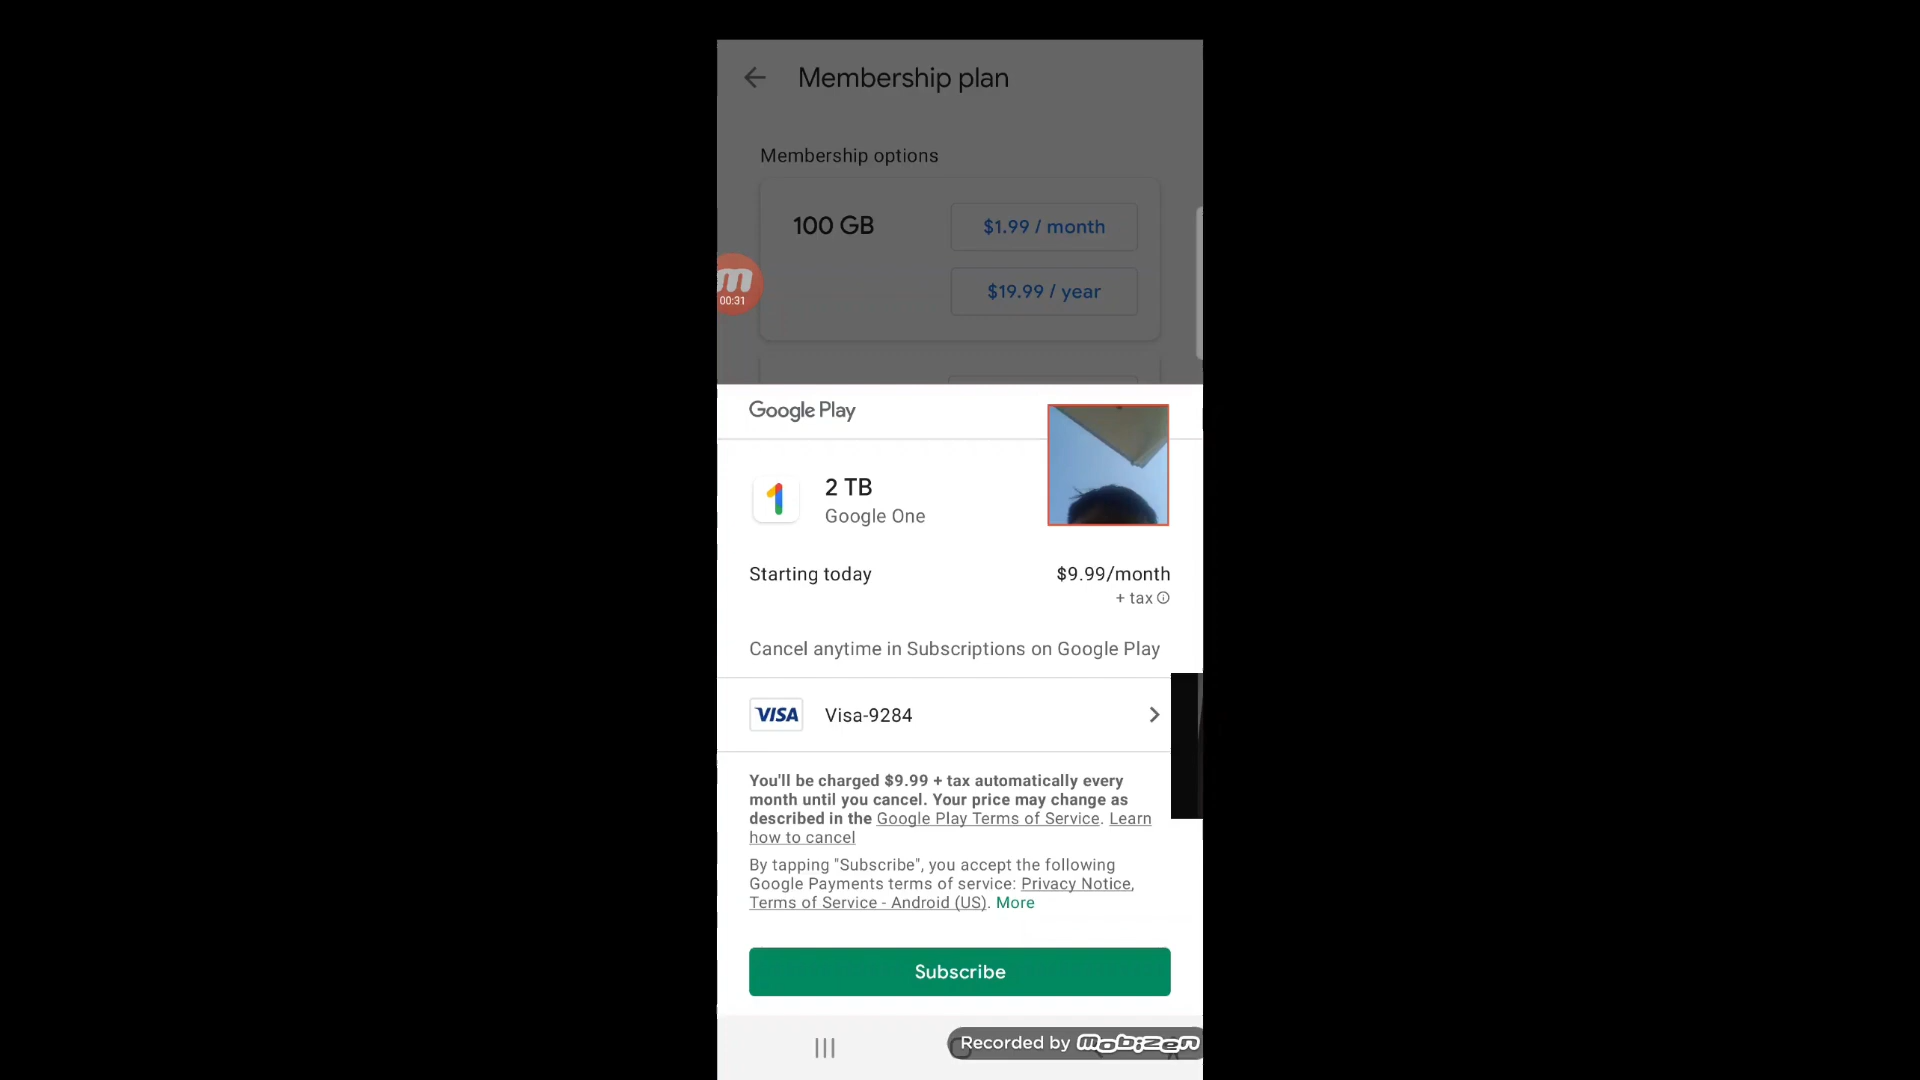 Membership plan
Membership options
100 GB
$1.99 / month
m
00:31
$19.99 / year
Google Play
1
2 TB
Google One
Starting today
$9.99/month
+ tax
Cancel anytime in Subscriptions on Google Play
VISA
Visa-9284
You'll be charged $9.99 + tax automatically every
month until you cancel. Your price may change as
described in the Google Play Terms of Service. Learn
how to cancel
By tapping "Subscribe", you accept the following
Google Payments terms of service: Privacy Notice,
Terms of Service - Android (US). More
Subscribe
Recorded by mobizen